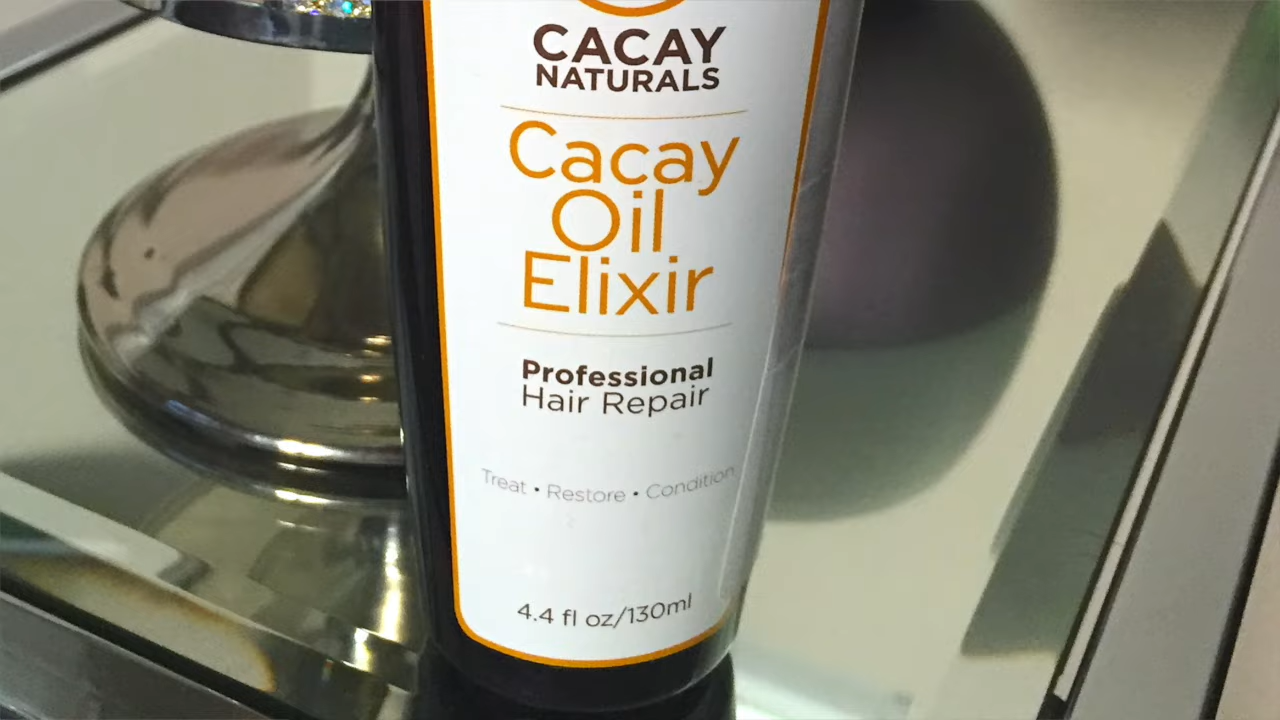 CACAY
NATURALS
Cacay
Oil
Elixir
Professional
Hair Repair
Treat • Restore • Condition
4.4 fl oz/130ml